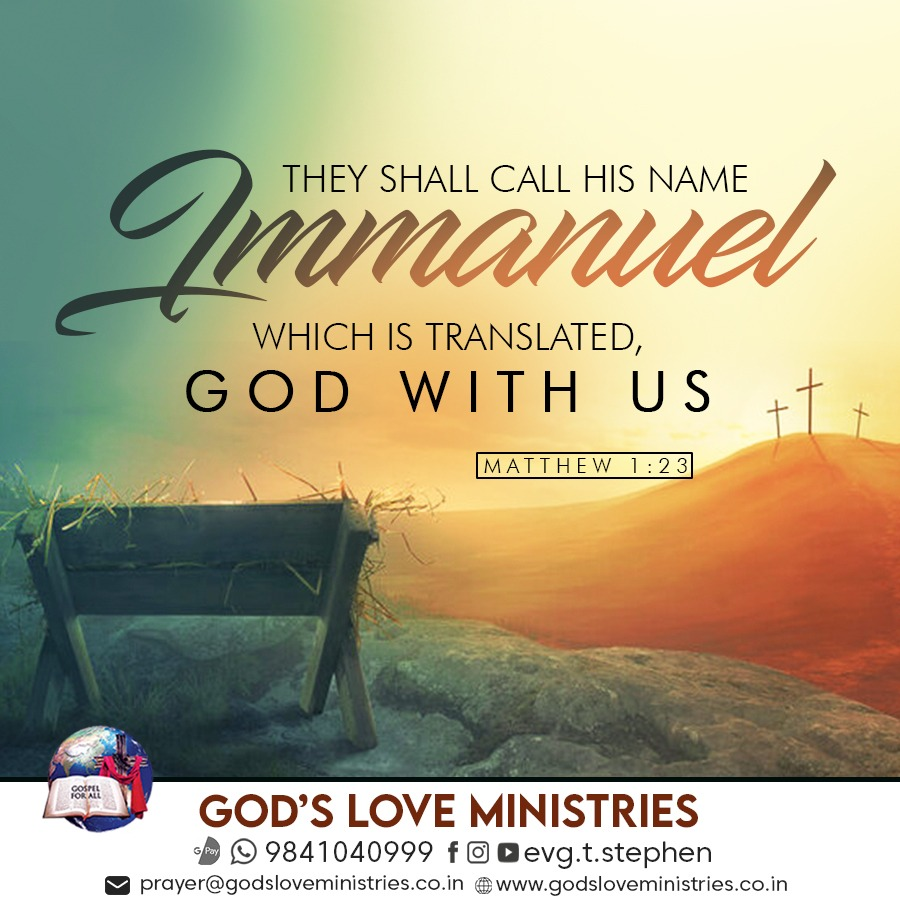 THEY SHALL CALL HIS NAME
Immanuel
WHICH IS TRANSLATED,
GOD WITH US
MATTHEW 1:23
GOSPEL
FOR ALL
GOD'S LOVE MINISTRIES
G Pay 9841040999 evg.t.stephen
prayer@godsloveministries.co.in www.godsloveministries.co.in